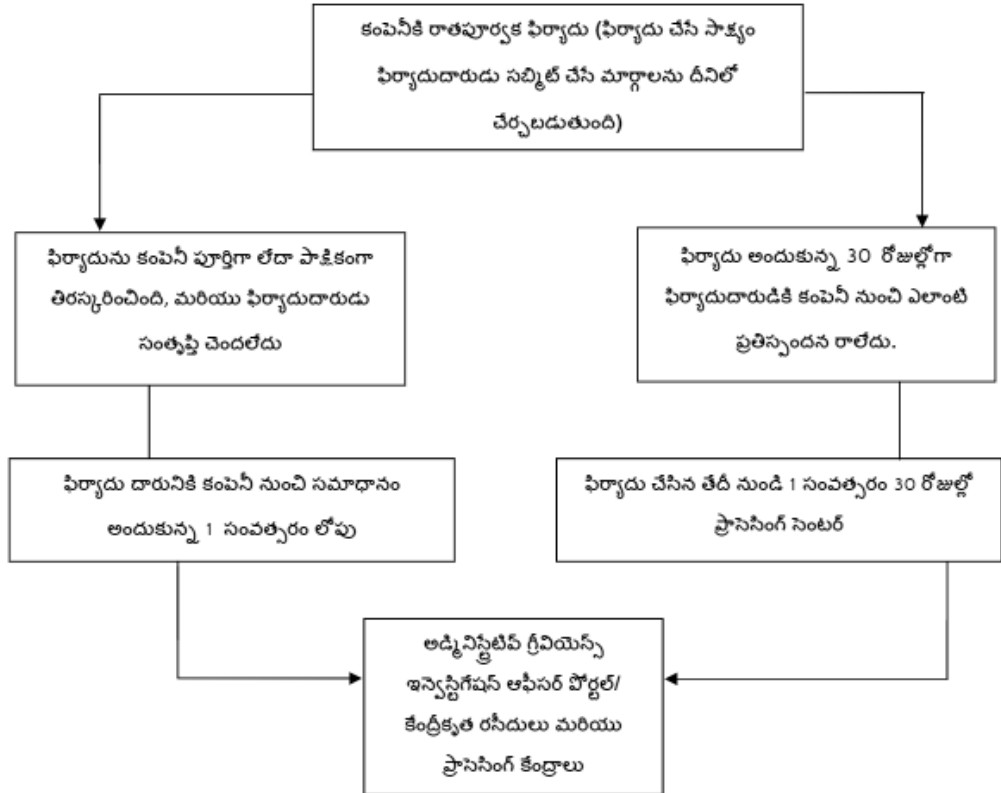 కంపెనీకి రాతపూర్వక ఫిర్యాదు (ఫిర్యాదు చేసే సాక్ష్యం
ఫిర్యాదుదారుడు సబ్మిట్ చేసే మార్గాలను దీనిలో
చేర్చబడుతుంది)
ఫిర్యాదును కంపెనీ పూర్తిగా లేదా పాక్షికంగా
తిరస్కరించింది, మరియు ఫిర్యాదుదారుడు
సంతృప్తి చెందలేదు
ఫిర్యాదు అందుకున్న 30 రోజుల్లోగా
ఫిర్యాదుదారుడికి కంపెనీ నుంచి ఎలాంటి
ప్రతిస్పందన రాలేదు.
ఫిర్యాదు దారునికి కంపెనీ నుంచి సమాధానం
అందుకున్న 1 సంవత్సరం లోపు
ఫిర్యాదు చేసిన తేదీ నుండి 1 సంవత్సరం 30 రోజుల్లో
ప్రాసెసింగ్ సెంటర్
అడ్మినిస్ట్రేటివ్ గ్రీవియెన్స్
ఇన్వెస్టిగేషన్ ఆఫీసర్ పోర్టల్/
కేంద్రీకృత రసీదులు మరియు
ప్రాసెసింగ్ కేంద్రాలు